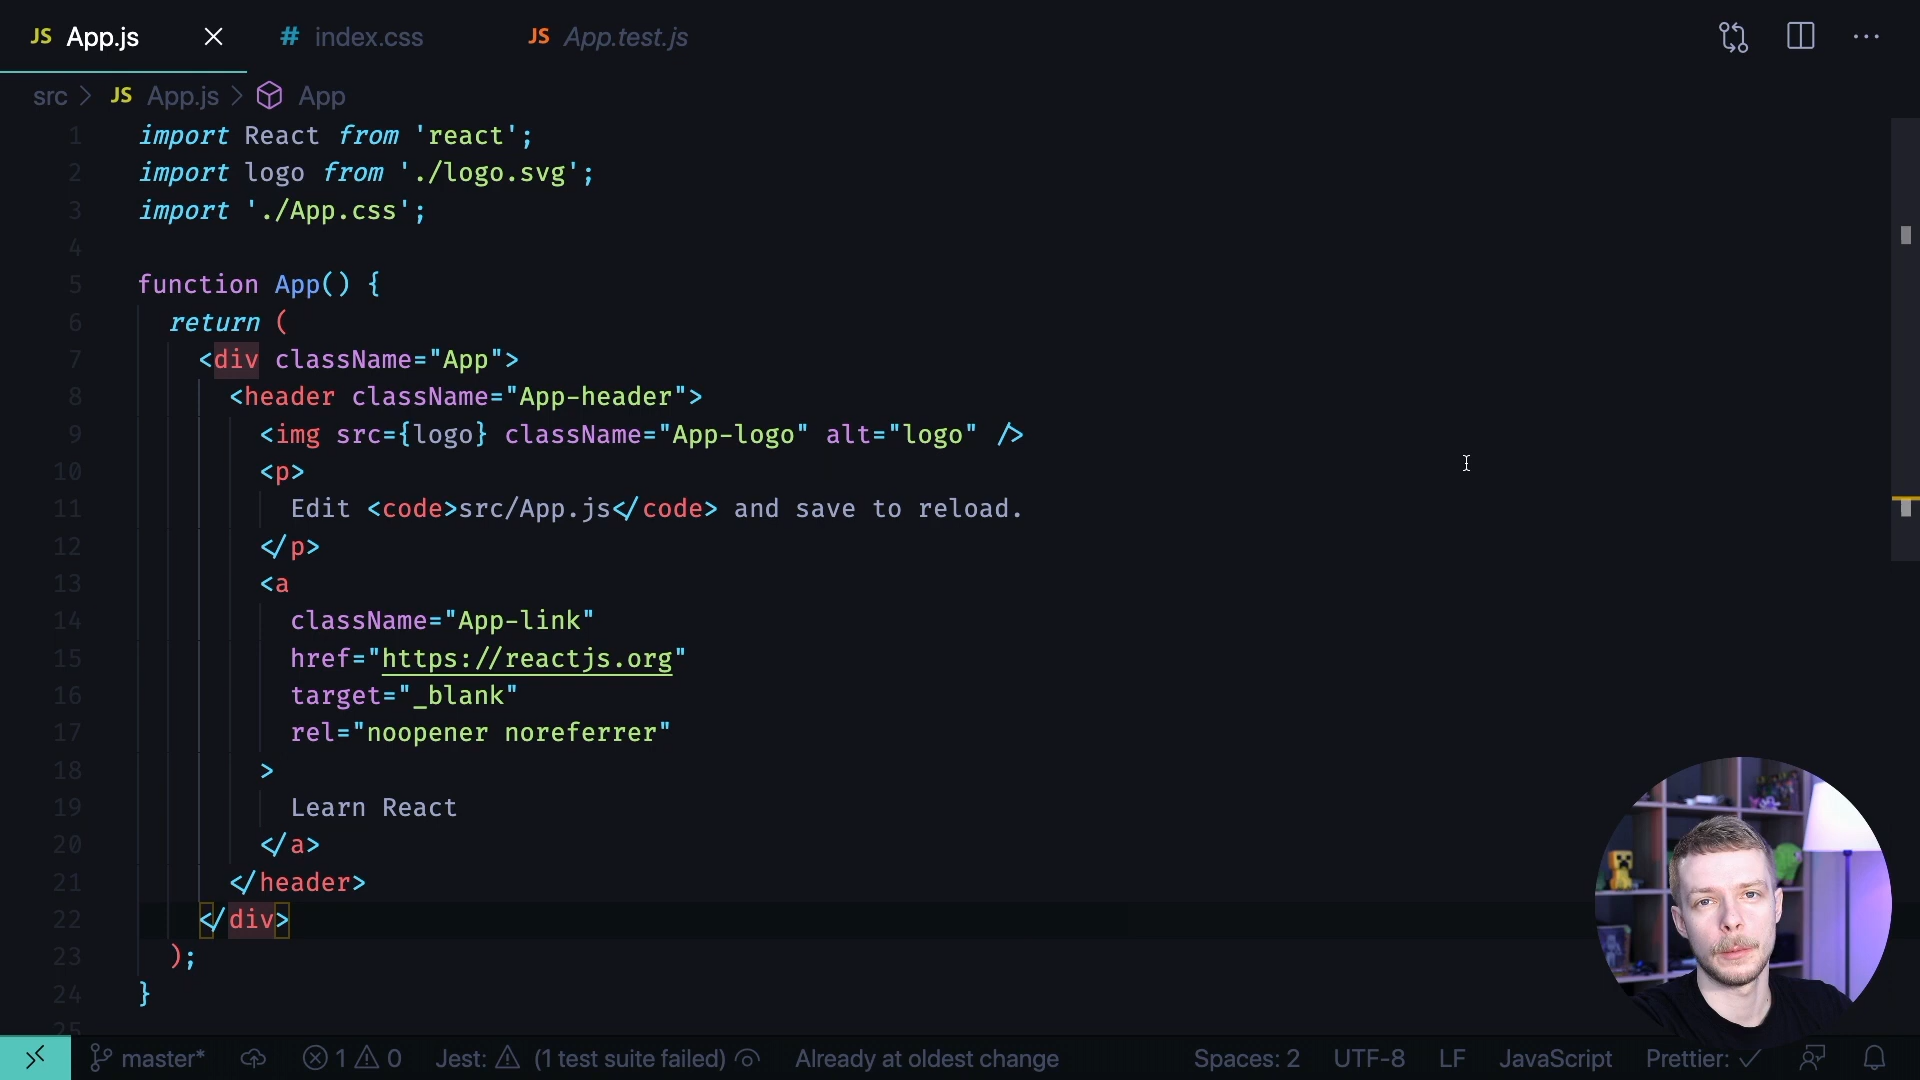 JS App.js # index.css JS App.test.js
src > JS App.js > App
1 import React from 'react';
2 import logo from './logo.svg';
3 import './App.css';
4
5 function App() {
6 return (
7 <div className="App">
8 <header className="App-header">
9 <img src={logo} className="App-logo" alt="logo" />
10 <p>
11 Edit <code>src/App.js</code> and save to reload.
12 </p>
13 <a
14 className="App-link"
15 href="https://reactjs.org"
16 target="_blank"
17 rel="noopener noreferrer"
18 >
19 Learn React
20 </a>
21 </header>
22 </div>
23 );
24 }
25
master* 1 0 Jest: (1 test suite failed) Already at oldest change Spaces: 2 UTF-8 LF JavaScript Prettier: ✓